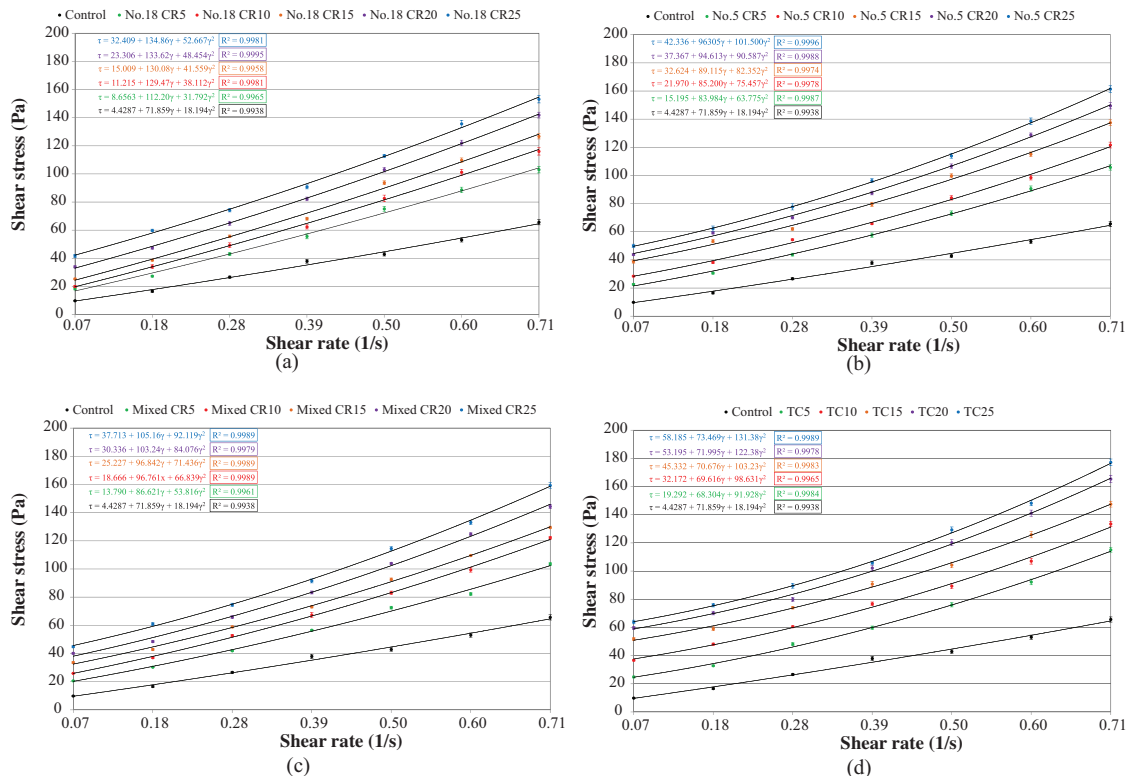 Control No.18 CR5 No.18 CR10 No.18 CR15 No.18 CR20 No.18 CR25
200
180
160
140
120
100
80
60
40
20
0
Shear stress (Pa)
τ = 32.409 + 134.86γ + 52.667γ² R² = 0.9981
τ = 23.306 + 133.62γ + 48.454γ² R² = 0.9995
τ = 15.009 + 130.08γ + 41.559γ² R² = 0.9958
τ = 11.215 + 129.47γ + 38.112γ² R² = 0.9981
τ = 8.6563 + 112.20γ + 31.792γ² R² = 0.9965
τ = 4.4287 + 71.859γ + 18.194γ² R² = 0.9938
0.07 0.18 0.28 0.39 0.50 0.60 0.71
Shear rate (1/s)
(a)
Control No.5 CR5 No.5 CR10 No.5 CR15 No.5 CR20 No.5 CR25
200
180
160
140
120
100
80
60
40
20
0
Shear stress (Pa)
τ = 42.336 + 96305γ + 101.500γ² R² = 0.9996
τ = 37.367 + 94.613γ + 90.587γ² R² = 0.9988
τ = 32.624 + 89.115γ + 82.352γ² R² = 0.9974
τ = 21.970 + 85.200γ + 75.457γ² R² = 0.9978
τ = 15.195 + 83.984γ + 63.775γ² R² = 0.9987
τ = 4.4287 + 71.859γ + 18.194γ² R² = 0.9938
0.07 0.18 0.28 0.39 0.50 0.60 0.71
Shear rate (1/s)
(b)
Control Mixed CR5 Mixed CR10 Mixed CR15 Mixed CR20 Mixed CR25
200
180
160
140
120
100
80
60
40
20
0
Shear stress (Pa)
τ = 37.713 + 105.16γ + 92.119γ² R² = 0.9989
τ = 30.336 + 103.24γ + 84.076γ² R² = 0.9979
τ = 25.227 + 96.842γ + 71.436γ² R² = 0.9989
τ = 18.666 + 96.761x + 66.839γ² R² = 0.9989
τ = 13.790 + 86.621γ + 53.816γ² R² = 0.9961
τ = 4.4287 + 71.859γ + 18.194γ² R² = 0.9938
0.07 0.18 0.28 0.39 0.50 0.60 0.71
Shear rate (1/s)
(c)
Control TC5 TC10 TC15 TC20 TC25
200
180
160
140
120
100
80
60
40
20
0
Shear stress (Pa)
τ = 58.185 + 73.469γ + 131.38γ² R² = 0.9989
τ = 53.195 + 71.995γ + 122.38γ² R² = 0.9978
τ = 45.332 + 70.676γ + 103.23γ² R² = 0.9983
τ = 32.172 + 69.616γ + 98.631γ² R² = 0.9965
τ = 19.292 + 68.304γ + 91.928γ² R² = 0.9984
τ = 4.4287 + 71.859γ + 18.194γ² R² = 0.9938
0.07 0.18 0.28 0.39 0.50 0.60 0.71
Shear rate (1/s)
(d)